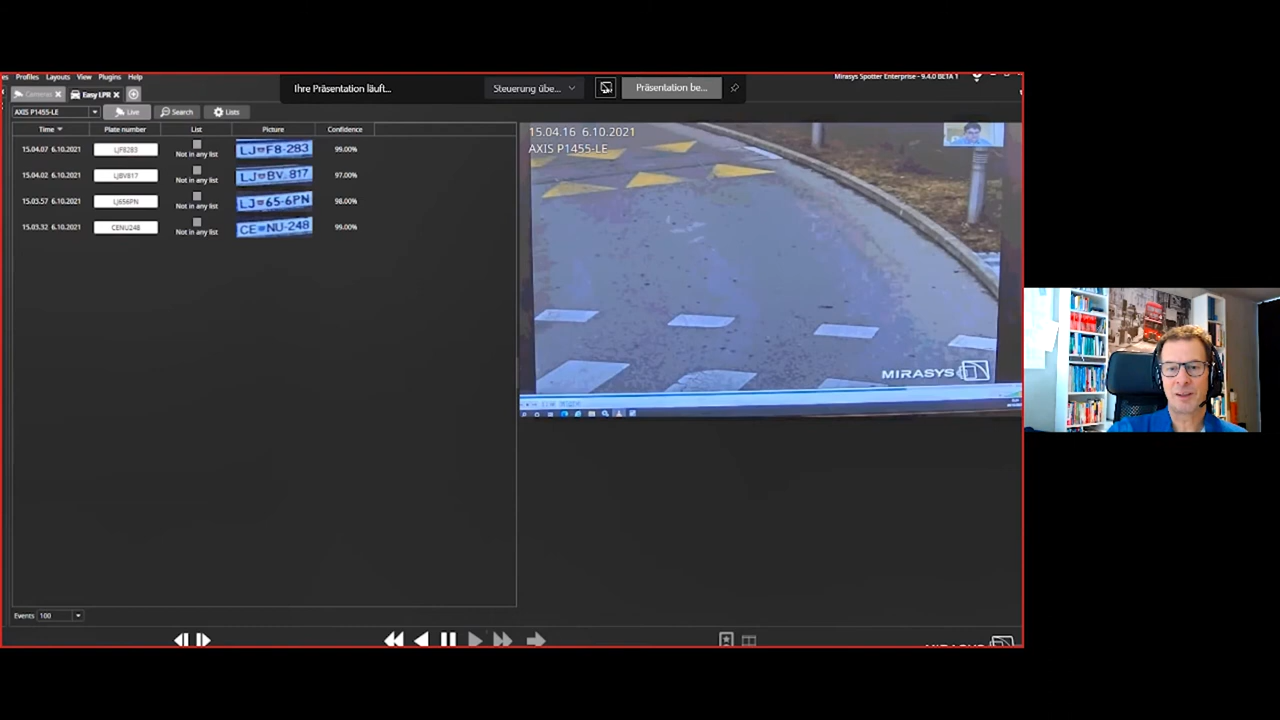 Profiles Layouts View Plugins Help
Mirasys Spotter Enterprise - 9.4.0 BETA 1
Ihre Präsentation läuft...
Steuerung übe...
Präsentation be...
Cameras
Easy LPR
AXIS P1455-LE
Live
Search
Lists
Time Plate number List Picture Confidence
15.04.07 6.10.2021 LJF8283 Not in any list LJ F8-283 99.00%
15.04.02 6.10.2021 LJBV817 Not in any list LJ BV 817 97.00%
15.03.57 6.10.2021 LJ656PN Not in any list LJ 65-6PN 98.00%
15.03.32 6.10.2021 CENU248 Not in any list CE NU-248 99.00%
15.04.16 6.10.2021
AXIS P1455-LE
MIRASYS
Events 100
MIRASYS